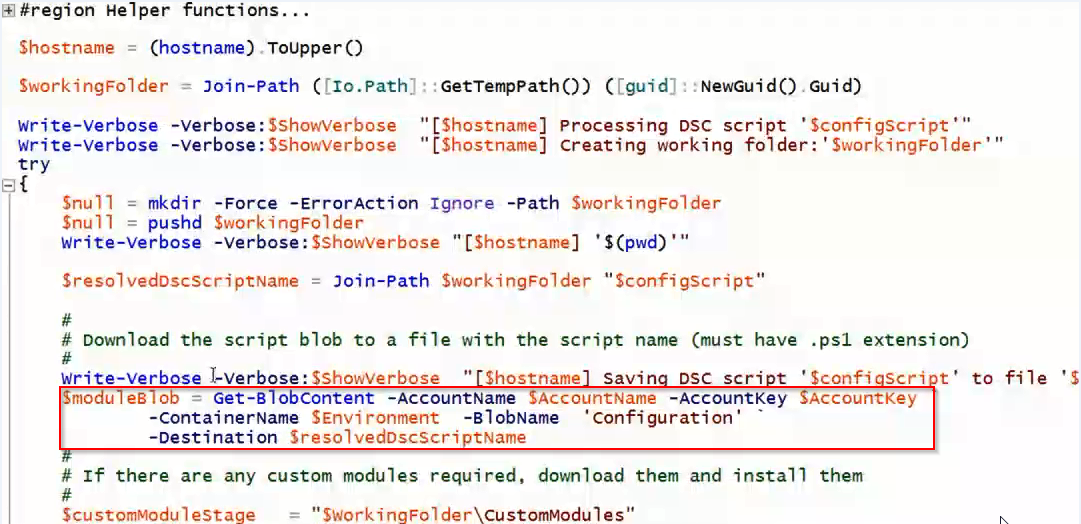 #region Helper functions...
$hostname = (hostname).ToUpper()
$workingFolder = Join-Path ([Io.Path]::GetTempPath()) ([guid]::NewGuid().Guid)
Write-Verbose -Verbose:$ShowVerbose "[$hostname] Processing DSC script '$configScript'"
Write-Verbose -Verbose:$ShowVerbose "[$hostname] Creating working folder:'$workingFolder'"
try
{
$null = mkdir -Force -ErrorAction Ignore -Path $workingFolder
$null = pushd $workingFolder
Write-Verbose -Verbose:$ShowVerbose "[$hostname] '$(pwd)'"
$resolvedDscScriptName = Join-Path $workingFolder "$configScript"
#
# Download the script blob to a file with the script name (must have .ps1 extension)
#
Write-Verbose -Verbose:$ShowVerbose "[$hostname] Saving DSC script '$configScript' to file '$
$moduleBlob = Get-BlobContent -AccountName $AccountName -AccountKey $AccountKey
-ContainerName $Environment -BlobName 'Configuration' `
-Destination $resolvedDscScriptName
#
# If there are any custom modules required, download them and install them
#
$customModuleStage = "$WorkingFolder\CustomModules"